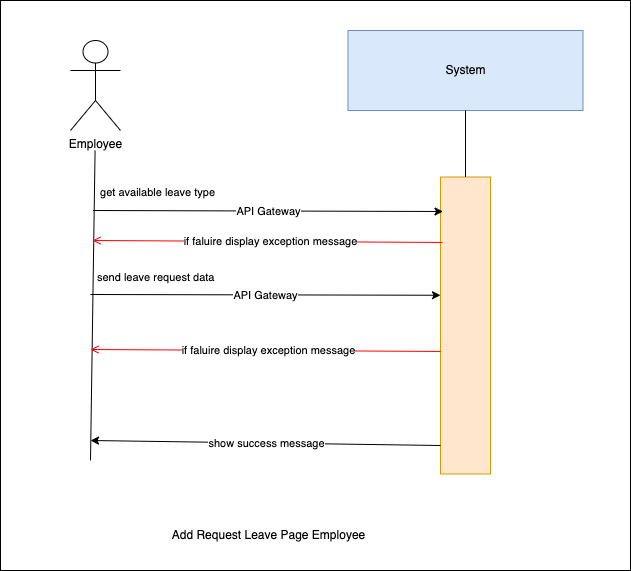 System
Employee
get available leave type
API Gateway
if faluire display exception message
send leave request data
API Gateway
if faluire display exception message
show success message
Add Request Leave Page Employee